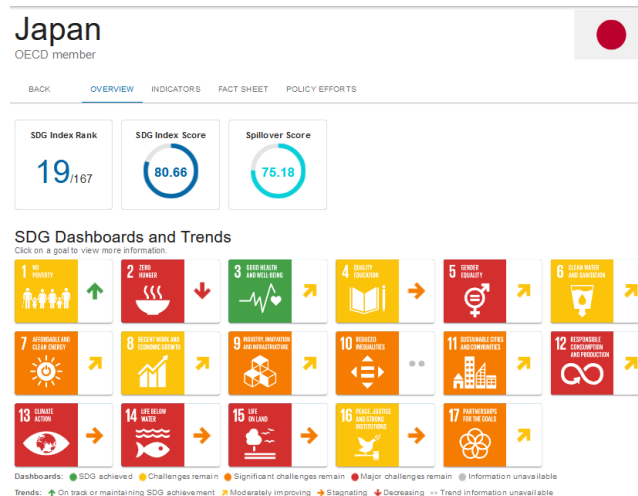 Japan
OECD member
BACK OVERVIEW INDICATORS FACT SHEET POLICY EFFORTS
SDG Index Rank SDG Index Score Spillover Score
19/167 80.66 75.18
SDG Dashboards and Trends
Click on a goal to view more information.
1 NO POVERTY
2 ZERO HUNGER
3 GOOD HEALTH AND WELL-BEING
4 QUALITY EDUCATION
5 GENDER EQUALITY
6 CLEAN WATER AND SANITATION
7 AFFORDABLE AND CLEAN ENERGY
8 DECENT WORK AND ECONOMIC GROWTH
9 INDUSTRY, INNOVATION AND INFRASTRUCTURE
10 REDUCED INEQUALITIES
11 SUSTAINABLE CITIES AND COMMUNITIES
12 RESPONSIBLE CONSUMPTION AND PRODUCTION
13 CLIMATE ACTION
14 LIFE BELOW WATER
15 LIFE ON LAND
16 PEACE, JUSTICE AND STRONG INSTITUTIONS
17 PARTNERSHIPS FOR THE GOALS
Dashboards: SDG achieved Challenges remain Significant challenges remain Major challenges remain Information unavailable
Trends: On track or maintaining SDG achievement Moderately improving Stagnating Decreasing Trend information unavailable